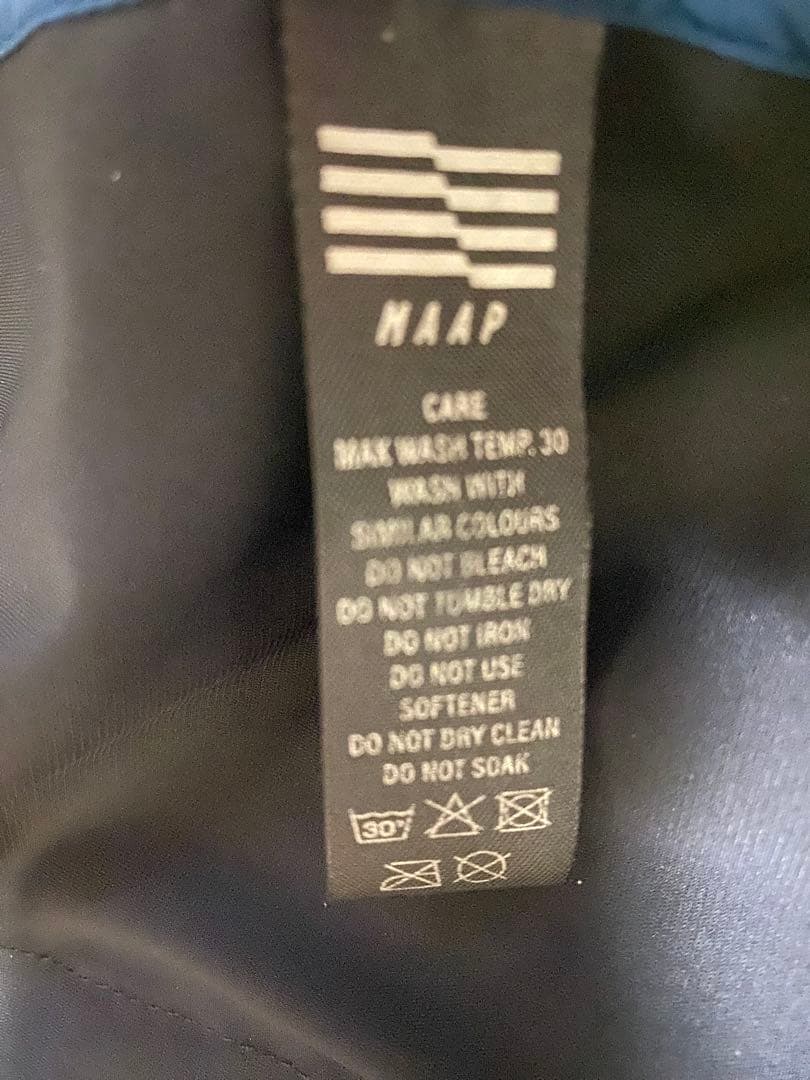 MAAP
CARE
MAX WASH TEMP. 30
WASH WITH
SIMILAR COLOURS
DO NOT BLEACH
DO NOT TUMBLE DRY
DO NOT IRON
DO NOT USE
SOFTENER
DO NOT DRY CLEAN
DO NOT SOAK
30°